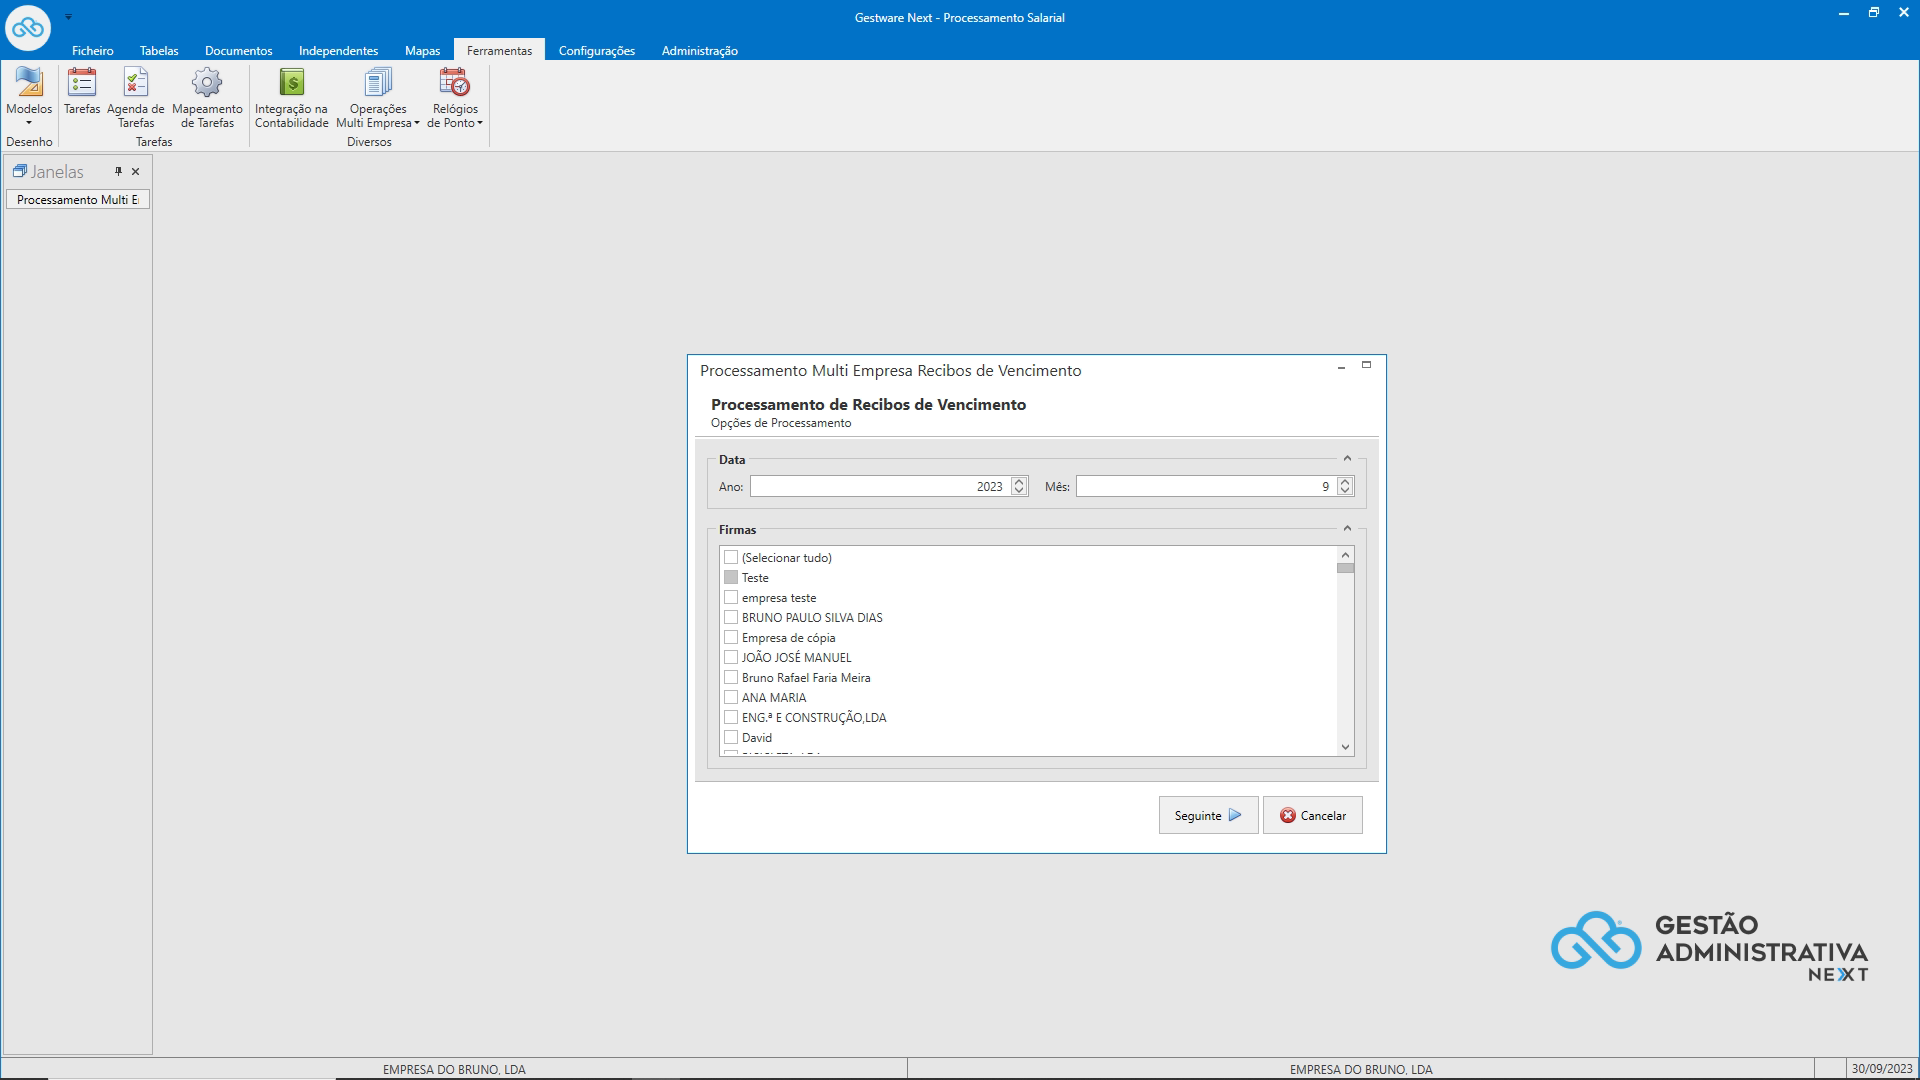 Gestware Next - Processamento Salarial
Ficheiro Tabelas Documentos Independentes Mapas Ferramentas Configurações Administração
Modelos
Tarefas
Agenda de Tarefas
Mapeamento de Tarefas
Integração na Contabilidade
Operações Multi Empresa
Relógios de Ponto
Desenho
Tarefas
Diversos
Janelas
Processamento Multi E
Processamento Multi Empresa Recibos de Vencimento
Processamento de Recibos de Vencimento
Opções de Processamento
Data
Ano: 2023 Mês: 9
Firmas
(Selecionar tudo)
Teste
empresa teste
BRUNO PAULO SILVA DIAS
Empresa de cópia
JOÃO JOSÉ MANUEL
Bruno Rafael Faria Meira
ANA MARIA
ENG.ª E CONSTRUÇÃO,LDA
David
Seguinte Cancelar
GESTÃO
ADMINISTRATIVA
NEXT
EMPRESA DO BRUNO, LDA EMPRESA DO BRUNO, LDA 30/09/2023